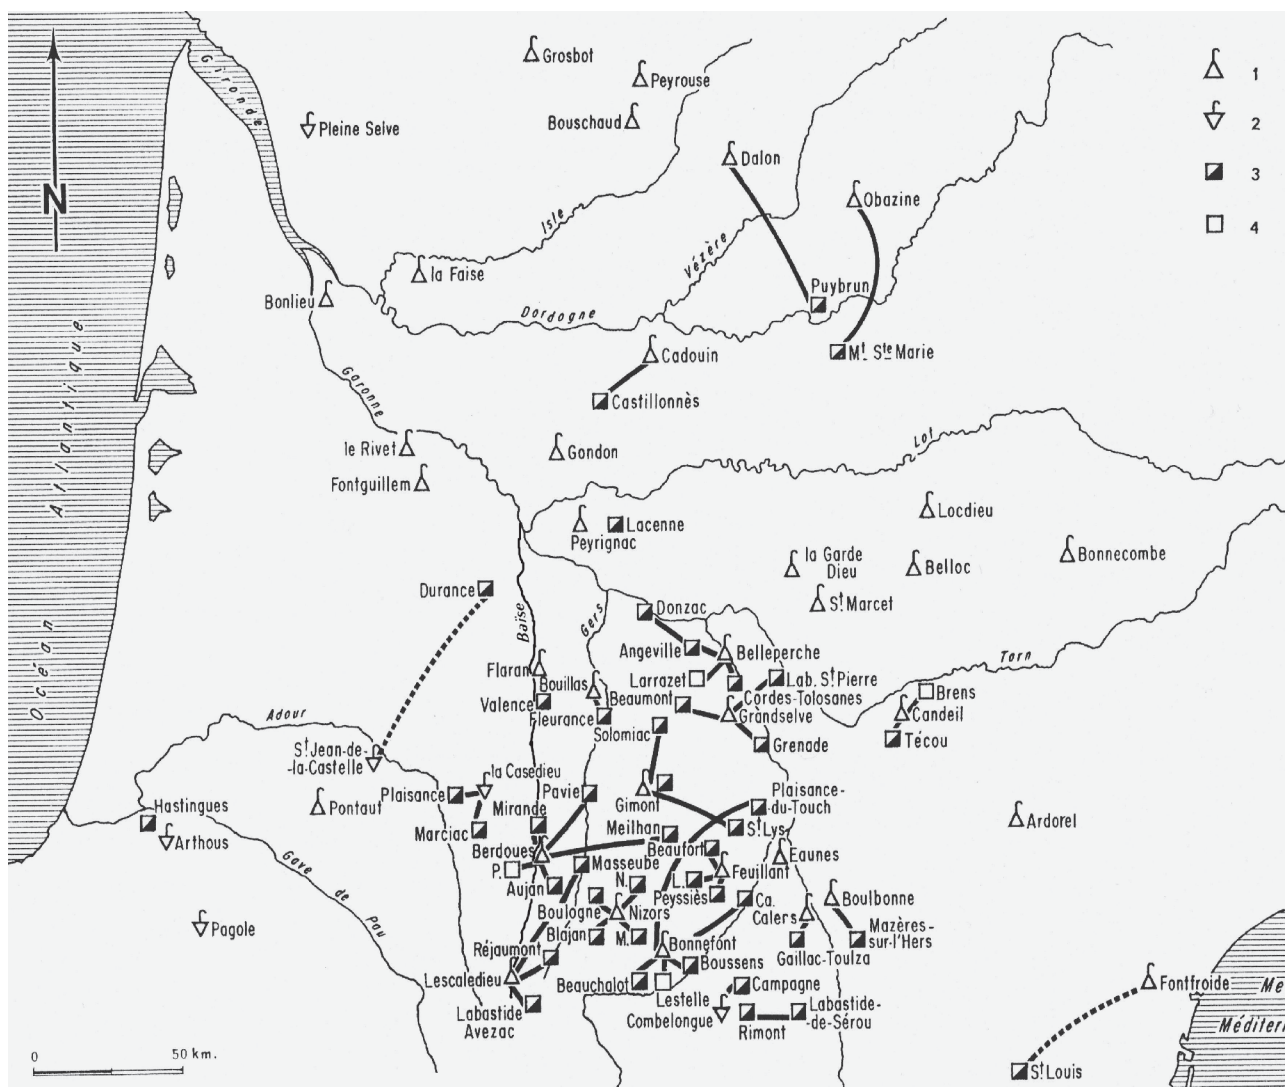 Grosbot
1
Gironde
Peyrouse
2
Bouschaud
Pleine Selve
Dalon
3
N
Obazine
Isle
4
Vézère
la Faise
Puybrun
Bonlieu
Dordogne
Cadouin
Mt Ste Marie
Garonne
Castillonnès
Océan Atlantique
le Rivet
Gondon
Lot
Fontguillem
Locdieu
Lacenne
Peyrignac
la Garde
Dieu
Belloc
Bonnecombe
Durance
St Marcet
Baïse
Gers
Donzac
Angeville
Belleperche
Tarn
Flaran
Larrazet
Lab. St Pierre
Bouillas
Beaumont
Cordes-Tolosanes
Brens
Valence
Fleurance
Grandselve
Candeil
Adour
Solomiac
Grenade
Técou
St Jean-de-
-la-Castelle
la Casedieu
Plaisance
Pavie
Gimont
Plaisance-
du-Touch
Hastingues
Pontaut
Mirande
Marciac
Meilhan
St Lys
Ardorel
Arthous
Berdoues
Beaufort
Masseube
Eaunes
P.
N.
Feuillant
Gave de Pau
Aujan
L.
Peyssiès
Boulbonne
Boulogne
Nizors
Ca.
Calers
Pagole
Blajan
M.
Mazères-
sur-l'Hers
Réjaumont
Bonnefont
Gaillac-Toulza
Lescaledieu
Boussens
Beauchalot
Campagne
Fontfroide
Labastide
Avezac
Lestelle
Combelongue
Labastide-
-de-Sérou
Rimont
Méditer
0
50 km.
St Louis